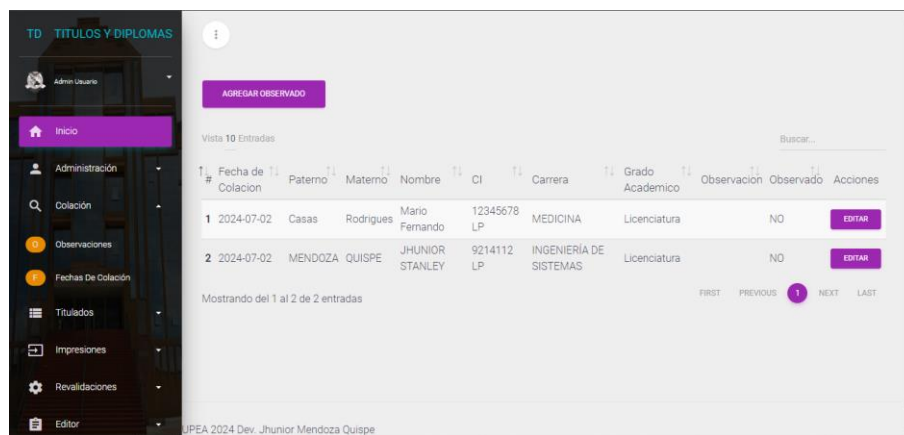 TD TITULOS Y DIPLOMAS
Admin Usuario
Inicio
Administración
Colación
O Observaciones
F Fechas De Colación
Titulados
Impresiones
Revalidaciones
Editor
AGREGAR OBSERVADO
Vista 10 Entradas
Buscar...
# Fecha de Colacion Paterno Materno Nombre CI Carrera Grado Academico Observacion Observado Acciones
1 2024-07-02 Casas Rodrigues Mario Fernando 12345678 LP MEDICINA Licenciatura NO EDITAR
2 2024-07-02 MENDOZA QUISPE JHUNIOR STANLEY 9214112 LP INGENIERÍA DE SISTEMAS Licenciatura NO EDITAR
Mostrando del 1 al 2 de 2 entradas
FIRST PREVIOUS 1 NEXT LAST
UPEA 2024 Dev. Jhunior Mendoza Quispe